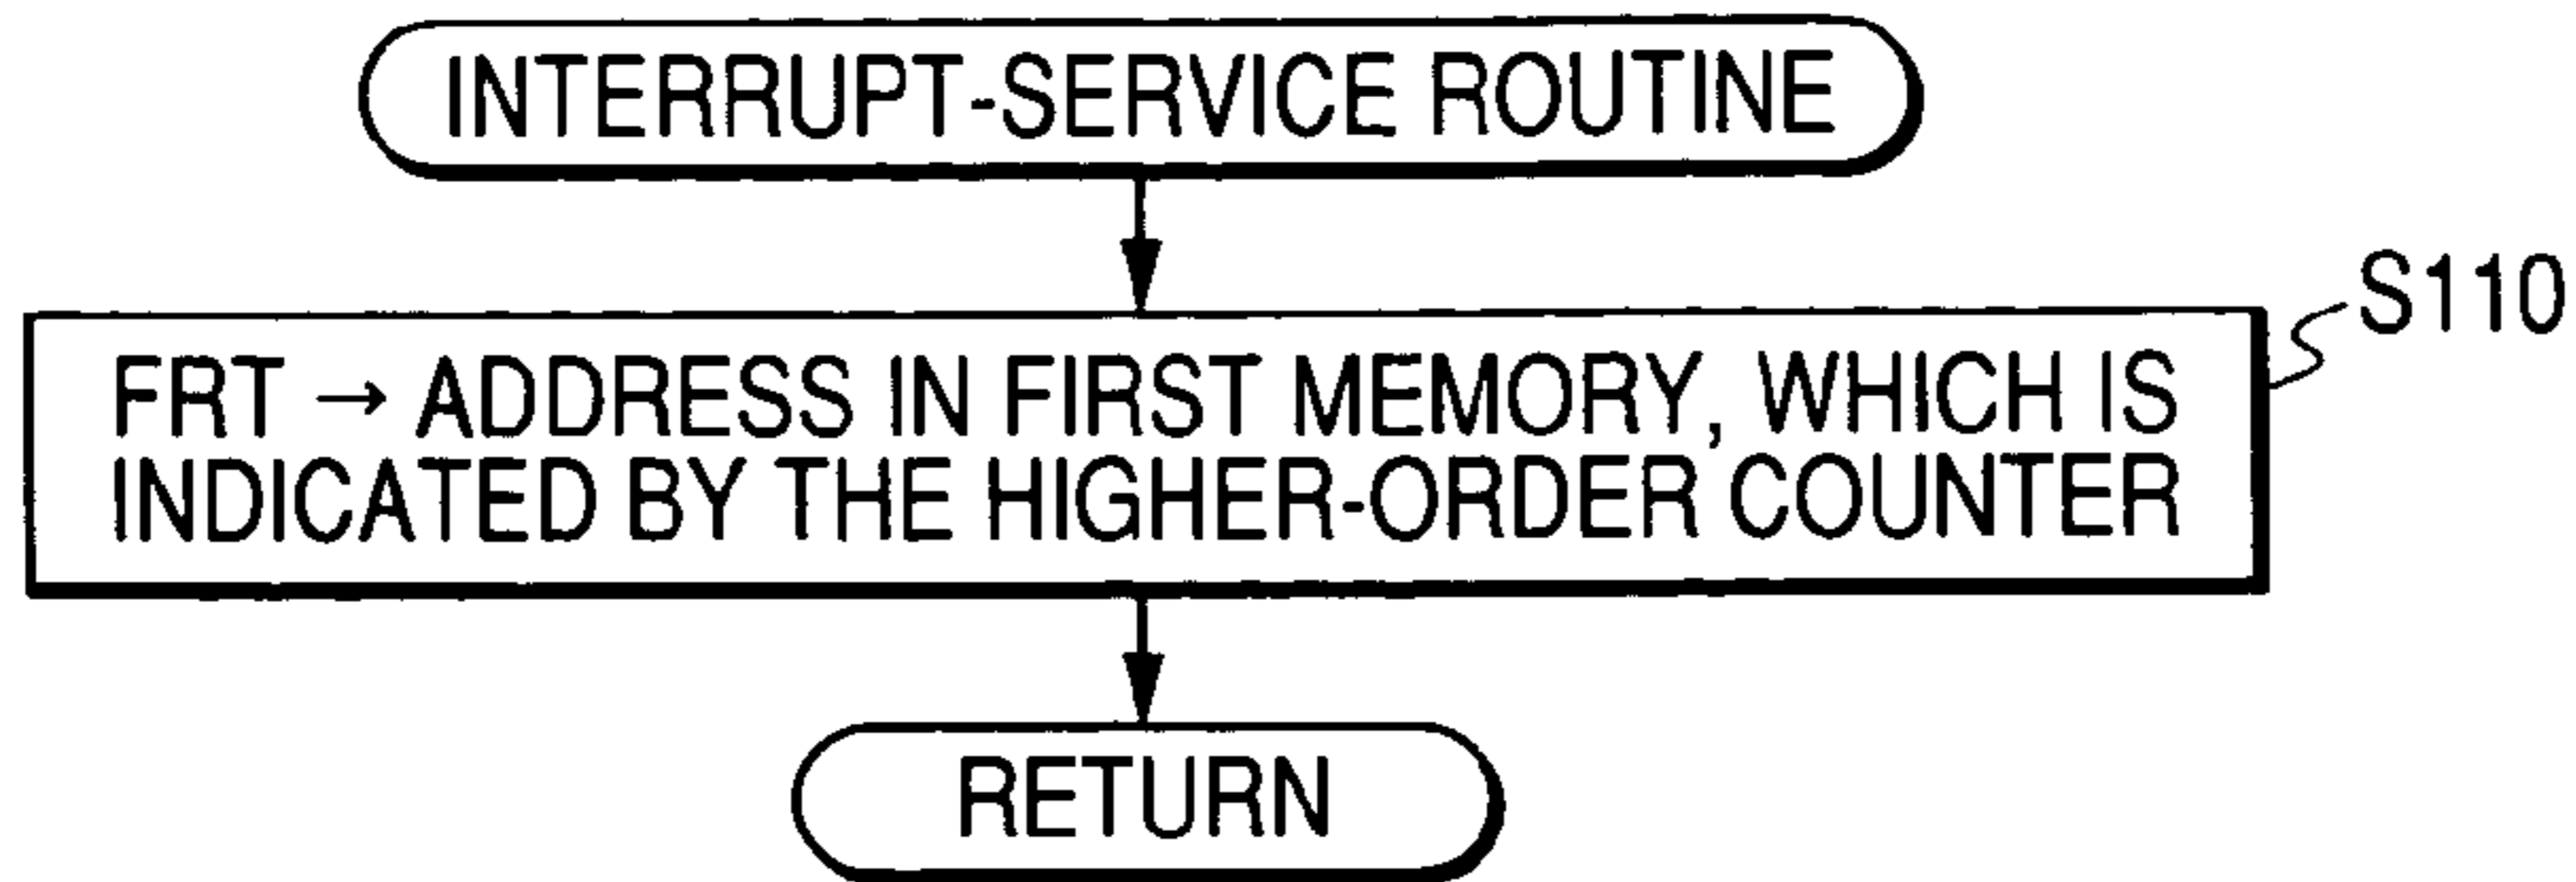 INTERRUPT-SERVICE ROUTINE
S110
FRT → ADDRESS IN FIRST MEMORY, WHICH IS
INDICATED BY THE HIGHER-ORDER COUNTER
RETURN